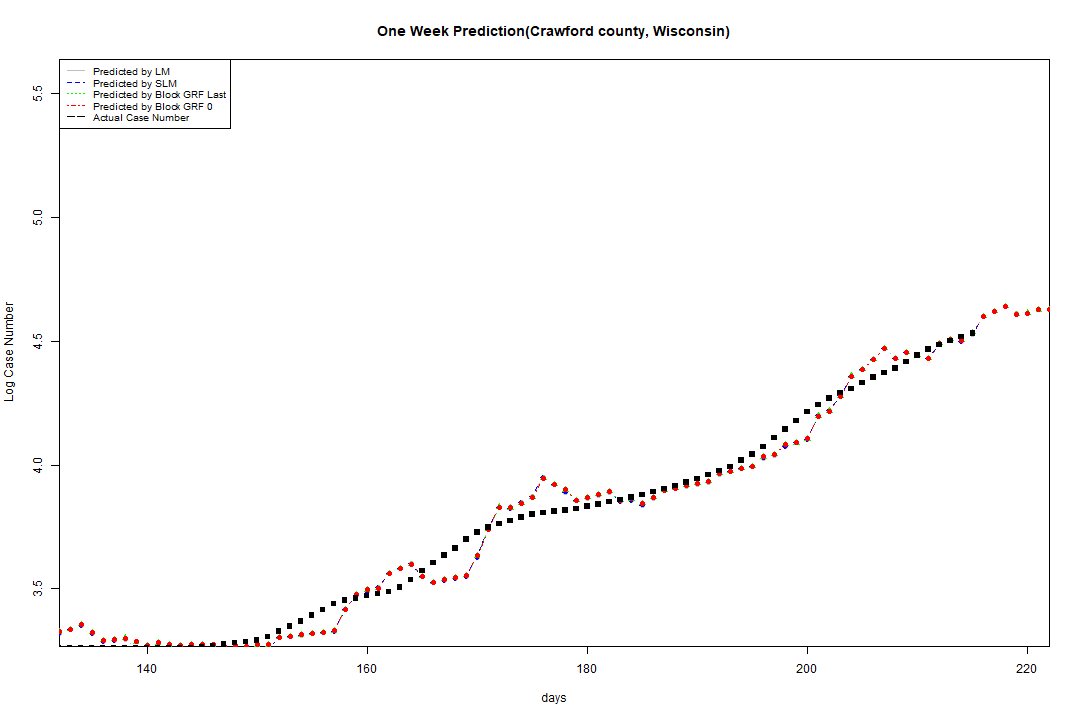 One Week Prediction(Crawford county, Wisconsin)
Predicted by LM
Predicted by SLM
Predicted by Block GRF Last
Predicted by Block GRF 0
Actual Case Number
5.5
5.0
4.5
4.0
3.5
Log Case Number
140 160 180 200 220
days